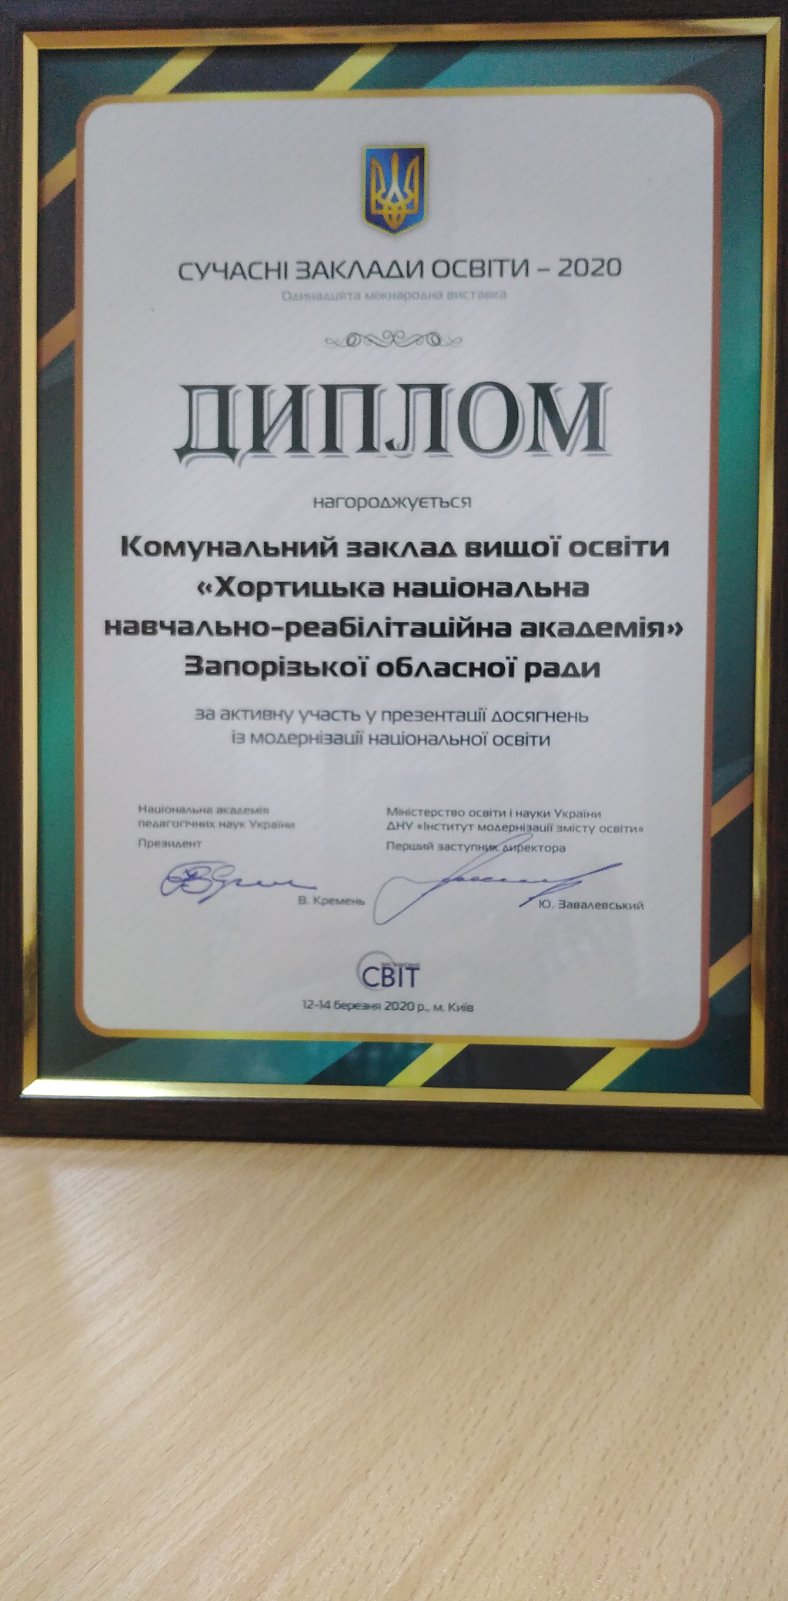 СУЧАСНІ ЗАКЛАДИ ОСВІТИ – 2020
Одинадцята міжнародна виставка
ДИПЛОМ
нагороджується
Комунальний заклад вищої освіти
«Хортицька національна
навчально-реабілітаційна академія»
Запорізької обласної ради
за активну участь у презентації досягнень
із модернізації національної освіти
Національна академія
педагогічних наук України
Президент
В. Кремень
Міністерство освіти і науки України
ДНУ «Інститут модернізації змісту освіти»
Перший заступник директора
Ю. Завалевський
СВІТ
12-14 березня 2020 р., м. Київ